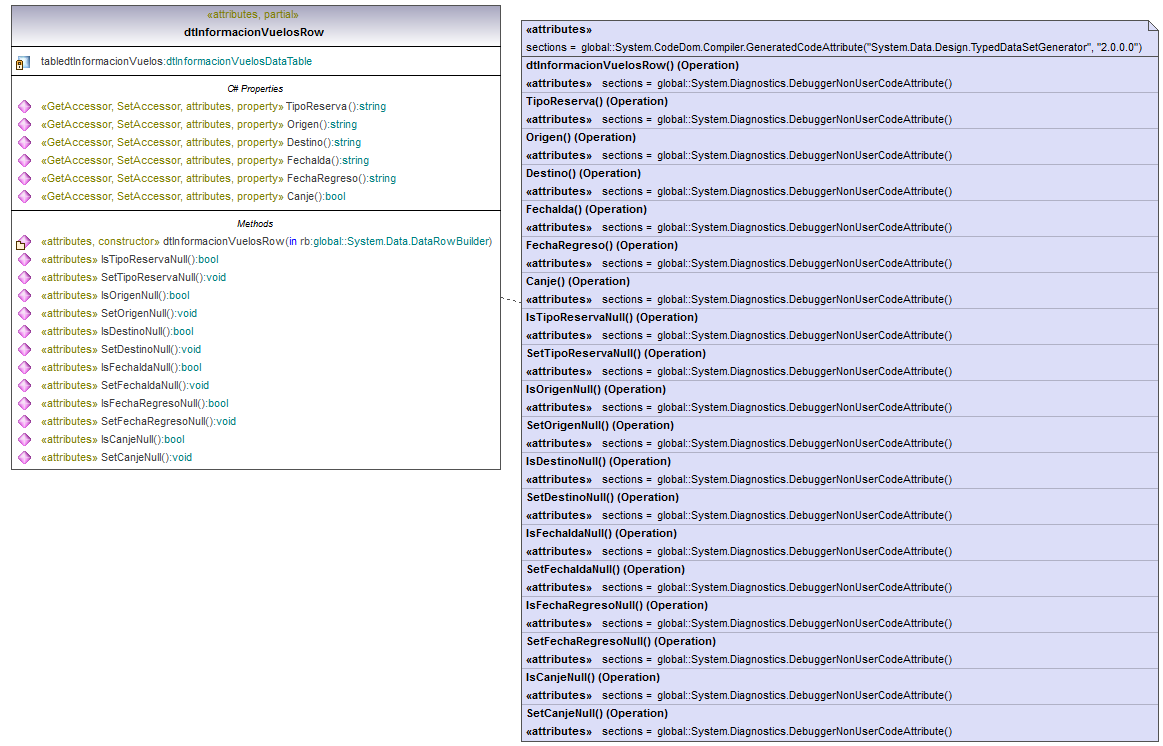 «attributes, partial»
dtInformacionVuelosRow
tabledtInformacionVuelos:dtInformacionVuelosDataTable
C# Properties
«GetAccessor, SetAccessor, attributes, property» TipoReserva():string
«GetAccessor, SetAccessor, attributes, property» Origen():string
«GetAccessor, SetAccessor, attributes, property» Destino():string
«GetAccessor, SetAccessor, attributes, property» FechaIda():string
«GetAccessor, SetAccessor, attributes, property» FechaRegreso():string
«GetAccessor, SetAccessor, attributes, property» Canje():bool
Methods
«attributes, constructor» dtInformacionVuelosRow(in rb:global::System.Data.DataRowBuilder)
«attributes» IsTipoReservaNull():bool
«attributes» SetTipoReservaNull():void
«attributes» IsOrigenNull():bool
«attributes» SetOrigenNull():void
«attributes» IsDestinoNull():bool
«attributes» SetDestinoNull():void
«attributes» IsFechaIdaNull():bool
«attributes» SetFechaIdaNull():void
«attributes» IsFechaRegresoNull():bool
«attributes» SetFechaRegresoNull():void
«attributes» IsCanjeNull():bool
«attributes» SetCanjeNull():void
«attributes»
sections = global::System.CodeDom.Compiler.GeneratedCodeAttribute("System.Data.Design.TypedDataSetGenerator", "2.0.0.0")
dtInformacionVuelosRow() (Operation)
«attributes» sections = global::System.Diagnostics.DebuggerNonUserCodeAttribute()
TipoReserva() (Operation)
«attributes» sections = global::System.Diagnostics.DebuggerNonUserCodeAttribute()
Origen() (Operation)
«attributes» sections = global::System.Diagnostics.DebuggerNonUserCodeAttribute()
Destino() (Operation)
«attributes» sections = global::System.Diagnostics.DebuggerNonUserCodeAttribute()
FechaIda() (Operation)
«attributes» sections = global::System.Diagnostics.DebuggerNonUserCodeAttribute()
FechaRegreso() (Operation)
«attributes» sections = global::System.Diagnostics.DebuggerNonUserCodeAttribute()
Canje() (Operation)
«attributes» sections = global::System.Diagnostics.DebuggerNonUserCodeAttribute()
IsTipoReservaNull() (Operation)
«attributes» sections = global::System.Diagnostics.DebuggerNonUserCodeAttribute()
SetTipoReservaNull() (Operation)
«attributes» sections = global::System.Diagnostics.DebuggerNonUserCodeAttribute()
IsOrigenNull() (Operation)
«attributes» sections = global::System.Diagnostics.DebuggerNonUserCodeAttribute()
SetOrigenNull() (Operation)
«attributes» sections = global::System.Diagnostics.DebuggerNonUserCodeAttribute()
IsDestinoNull() (Operation)
«attributes» sections = global::System.Diagnostics.DebuggerNonUserCodeAttribute()
SetDestinoNull() (Operation)
«attributes» sections = global::System.Diagnostics.DebuggerNonUserCodeAttribute()
IsFechaIdaNull() (Operation)
«attributes» sections = global::System.Diagnostics.DebuggerNonUserCodeAttribute()
SetFechaIdaNull() (Operation)
«attributes» sections = global::System.Diagnostics.DebuggerNonUserCodeAttribute()
IsFechaRegresoNull() (Operation)
«attributes» sections = global::System.Diagnostics.DebuggerNonUserCodeAttribute()
SetFechaRegresoNull() (Operation)
«attributes» sections = global::System.Diagnostics.DebuggerNonUserCodeAttribute()
IsCanjeNull() (Operation)
«attributes» sections = global::System.Diagnostics.DebuggerNonUserCodeAttribute()
SetCanjeNull() (Operation)
«attributes» sections = global::System.Diagnostics.DebuggerNonUserCodeAttribute()